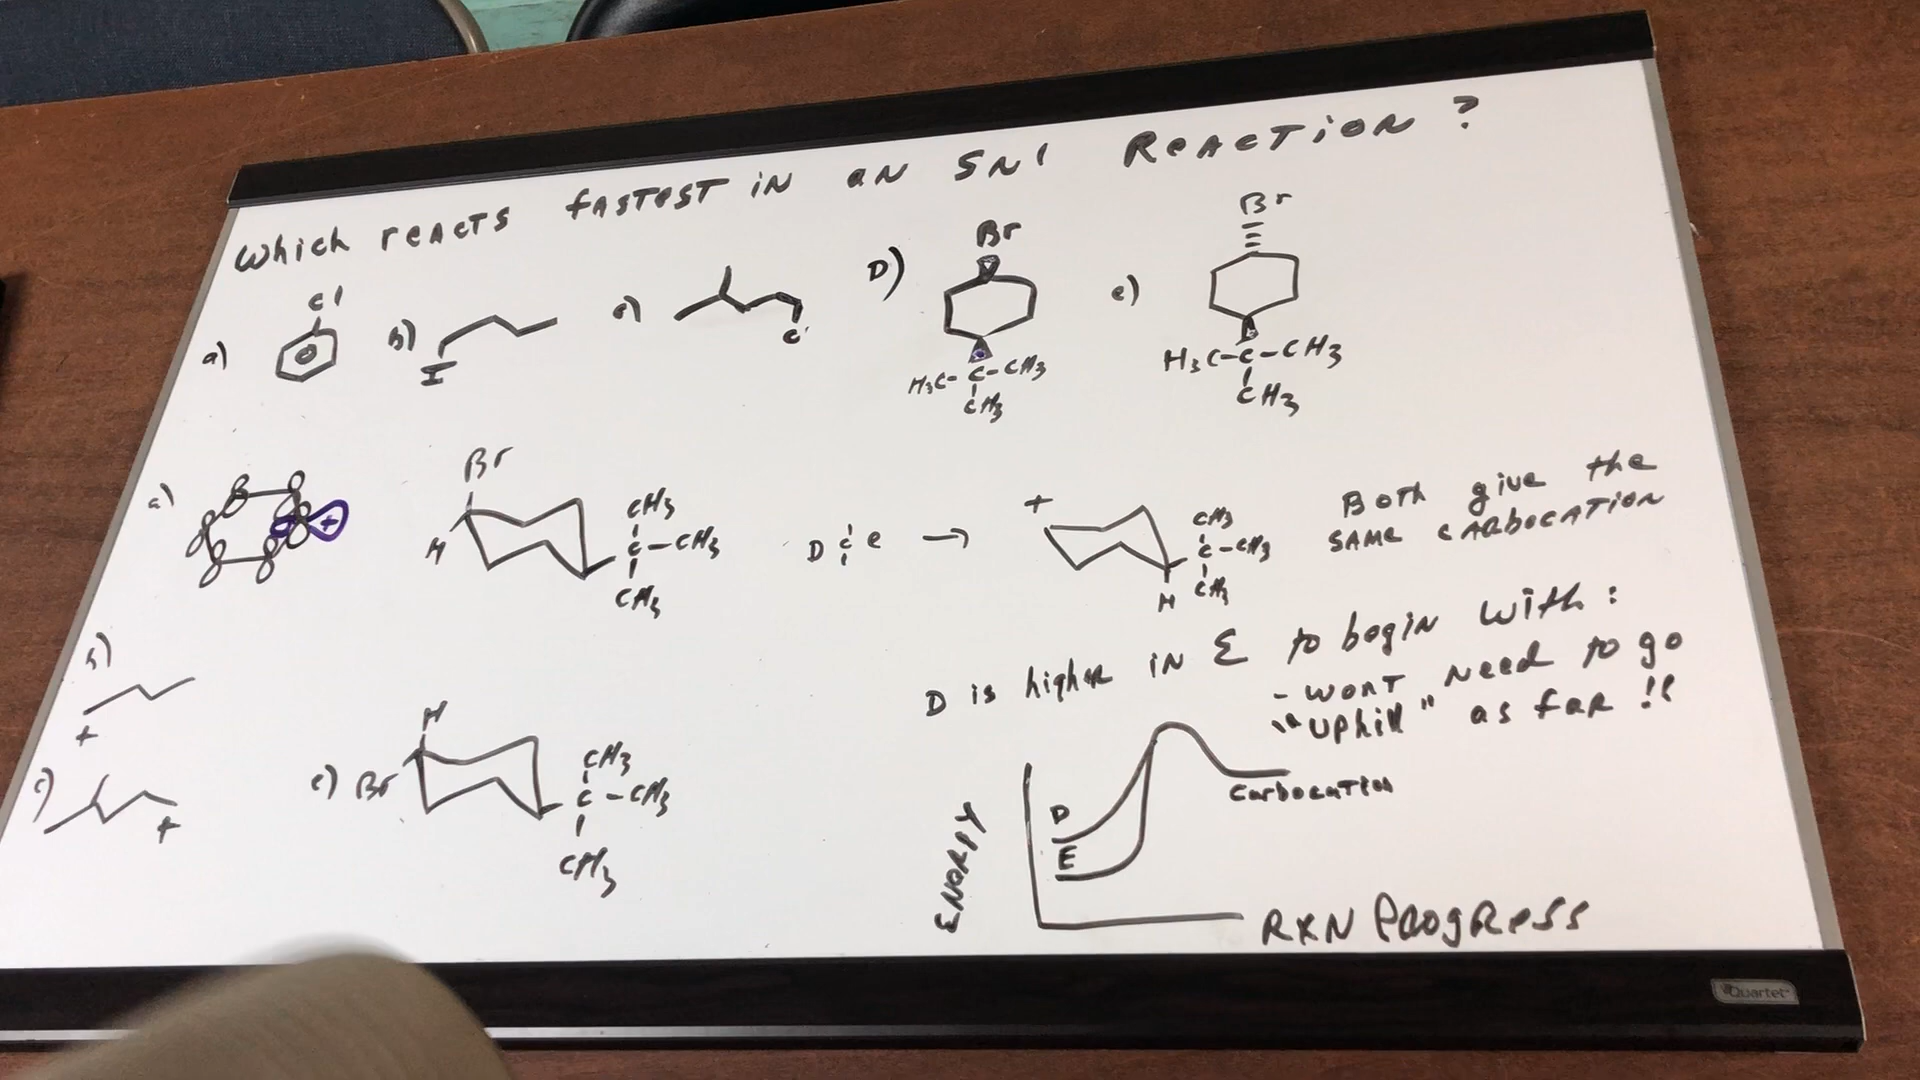 Which reacts fastest in an SN1 Reaction?
a)
Cl
b)
I
c)
Cl
D)
Br
H3C-C-CH3
CH3
e)
Br
H3C-C-CH3
CH3
a)
+
Br
H
CH3
C-CH3
CH3
D & e →
+
CH3
C-CH3
CH3
H
Both give the
same carbocation
b)
+
c)
+
e)
H
Br
CH3
C-CH3
CH3
D is higher in E to begin with:
- wont need to go
"uphill" as far !!
ENERGY
D
E
carbocation
RXN Progress
Quartet